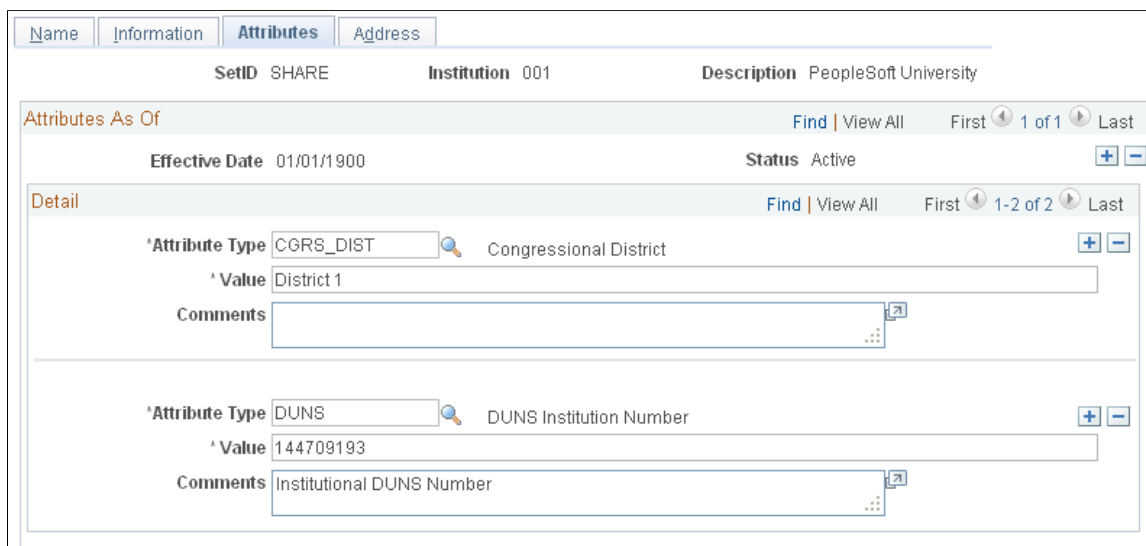 Name Information Attributes Address
SetID SHARE Institution 001 Description PeopleSoft University
Attributes As Of Find | View All First 1 of 1 Last
Effective Date 01/01/1900 Status Active
Detail Find | View All First 1-2 of 2 Last
*Attribute Type CGRS_DIST Congressional District
* Value District 1
Comments
*Attribute Type DUNS DUNS Institution Number
* Value 144709193
Comments Institutional DUNS Number